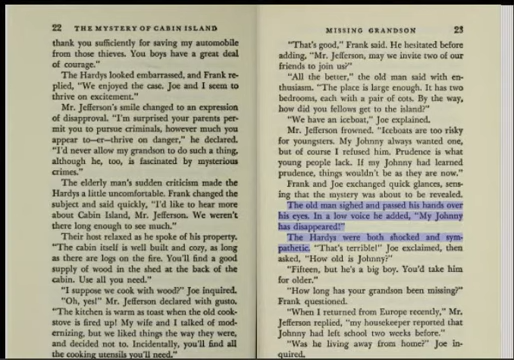 22 THE MYSTERY OF CABIN ISLAND
thank you sufficiently for saving my automobile
from those thieves. You boys have a great deal
of courage."
The Hardys looked embarrassed, and Frank re-
plied, "We enjoyed the case. Joe and I seem to
thrive on excitement."
Mr. Jefferson's smile changed to an expression
of disapproval. "I'm surprised your parents per-
mit you to pursue criminals, however much you
appear to—er—thrive on danger," he declared.
"I'd never allow my grandson to do such a thing,
although he, too, is fascinated by mysterious
crimes."
The elderly man's sudden criticism made the
Hardys a little uncomfortable. Frank changed the
subject and said quickly, "I'd like to hear more
about Cabin Island, Mr. Jefferson. We weren't
there long enough to see much."
Their host relaxed as he spoke of his property.
"The cabin itself is well built and cozy, as long
as there are logs on the fire. You'll find a good
supply of wood in the shed at the back of the
cabin. Use all you need."
"I suppose we cook with wood?" Joe inquired.
"Oh, yes!" Mr. Jefferson declared with gusto.
"The kitchen is warm as toast when the old cook-
stove is fired up! My wife and I talked of mod-
ernizing, but we liked things the way they were,
and decided not to. Incidentally, you'll find all
the cooking utensils you'll need."
MISSING GRANDSON 23
"That's good," Frank said. He hesitated before
adding, "Mr. Jefferson, may we invite two of our
friends to join us?"
"All the better," the old man said with en-
thusiasm. "The place is large enough. It has two
bedrooms, each with a pair of cots. By the way,
how did you fellows get to the island?"
"We have an iceboat," Joe explained.
Mr. Jefferson frowned. "Iceboats are too risky
for youngsters. My Johnny always wanted one,
but of course I refused him. Prudence is what
young people lack. If my Johnny had learned
prudence, things wouldn't be as they are now."
Frank and Joe exchanged quick glances, sens-
ing that the mystery was about to be revealed.
The old man sighed and passed his hands over
his eyes. In a low voice he added, "My Johnny
has disappeared!"
The Hardys were both shocked and sym-
pathetic. "That's terrible!" Joe exclaimed, then
asked, "How old is Johnny?"
"Fifteen, but he's a big boy. You'd take him
for older."
"How long has your grandson been missing?"
Frank questioned.
"When I returned from Europe recently," Mr.
Jefferson replied, "my housekeeper reported that
Johnny had left school two weeks before."
"Was he living away from home?" Joe in-
quired.